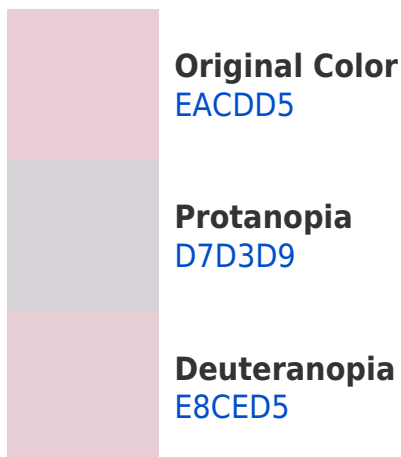 Original Color
EACDD5
Protanopia
D7D3D9
Deuteranopia
E8CED5